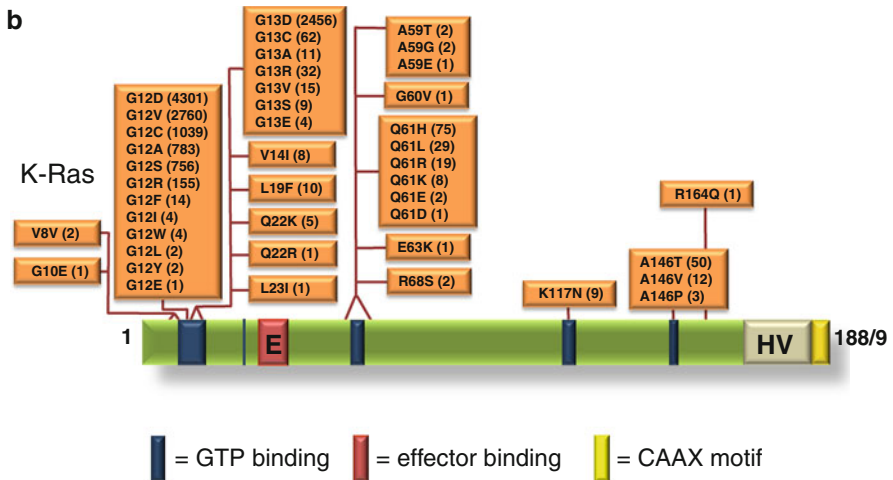 b
K-Ras
V8V (2)
G10E (1)
G12D (4301)
G12V (2760)
G12C (1039)
G12A (783)
G12S (756)
G12R (155)
G12F (14)
G12I (4)
G12W (4)
G12L (2)
G12Y (2)
G12E (1)
G13D (2456)
G13C (62)
G13A (11)
G13R (32)
G13V (15)
G13S (9)
G13E (4)
V14I (8)
L19F (10)
Q22K (5)
Q22R (1)
L23I (1)
A59T (2)
A59G (2)
A59E (1)
G60V (1)
Q61H (75)
Q61L (29)
Q61R (19)
Q61K (8)
Q61E (2)
Q61D (1)
E63K (1)
R68S (2)
K117N (9)
R164Q (1)
A146T (50)
A146V (12)
A146P (3)
1
E
HV
188/9
= GTP binding
= effector binding
= CAAX motif